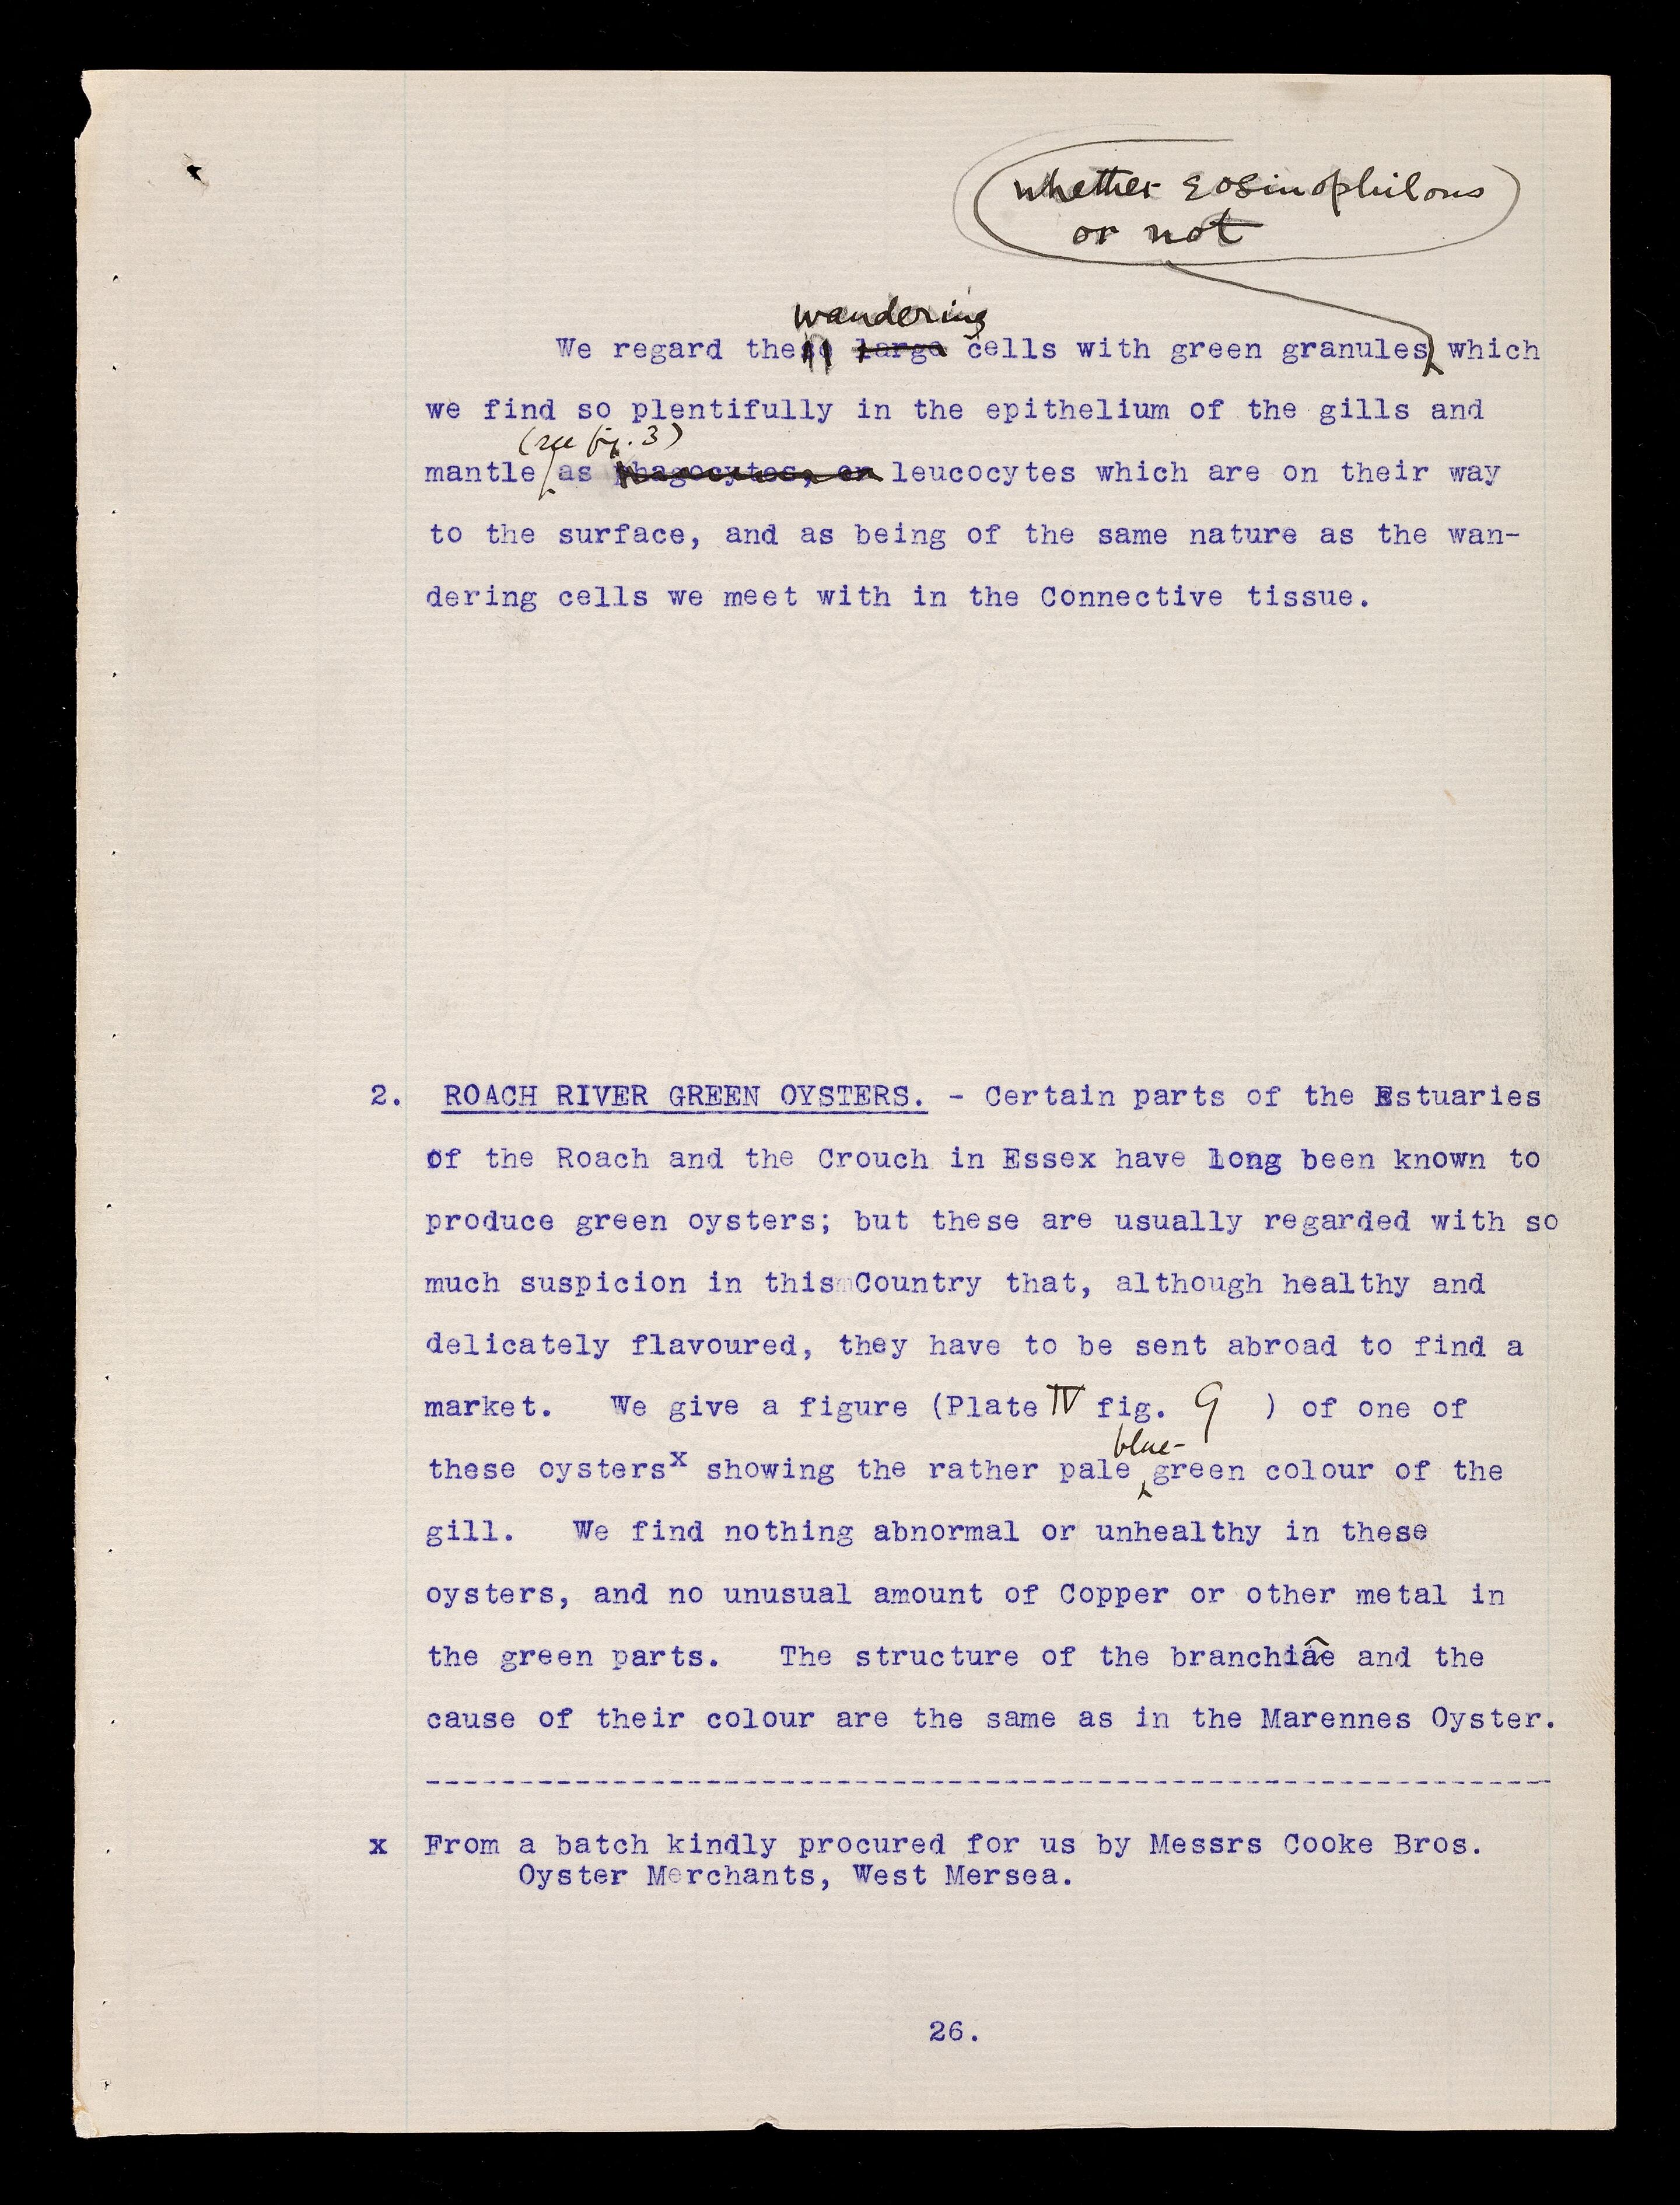 whether eosinophilous
or not
wandering
We regard these large cells with green granules which
we find so plentifully in the epithelium of the gills and
(see fig. 3)
mantle as phagocytes, or leucocytes which are on their way
to the surface, and as being of the same nature as the wan-
dering cells we meet with in the Connective tissue.
2. ROACH RIVER GREEN OYSTERS. - Certain parts of the Estuaries
of the Roach and the Crouch in Essex have long been known to
produce green oysters; but these are usually regarded with so
much suspicion in this Country that, although healthy and
delicately flavoured, they have to be sent abroad to find a
market. We give a figure (Plate IV fig. 9 ) of one of
blue-
these oystersx showing the rather pale green colour of the
gill. We find nothing abnormal or unhealthy in these
oysters, and no unusual amount of Copper or other metal in
the green parts. The structure of the branchiae and the
cause of their colour are the same as in the Marennes Oyster.
x From a batch kindly procured for us by Messrs Cooke Bros.
Oyster Merchants, West Mersea.
26.